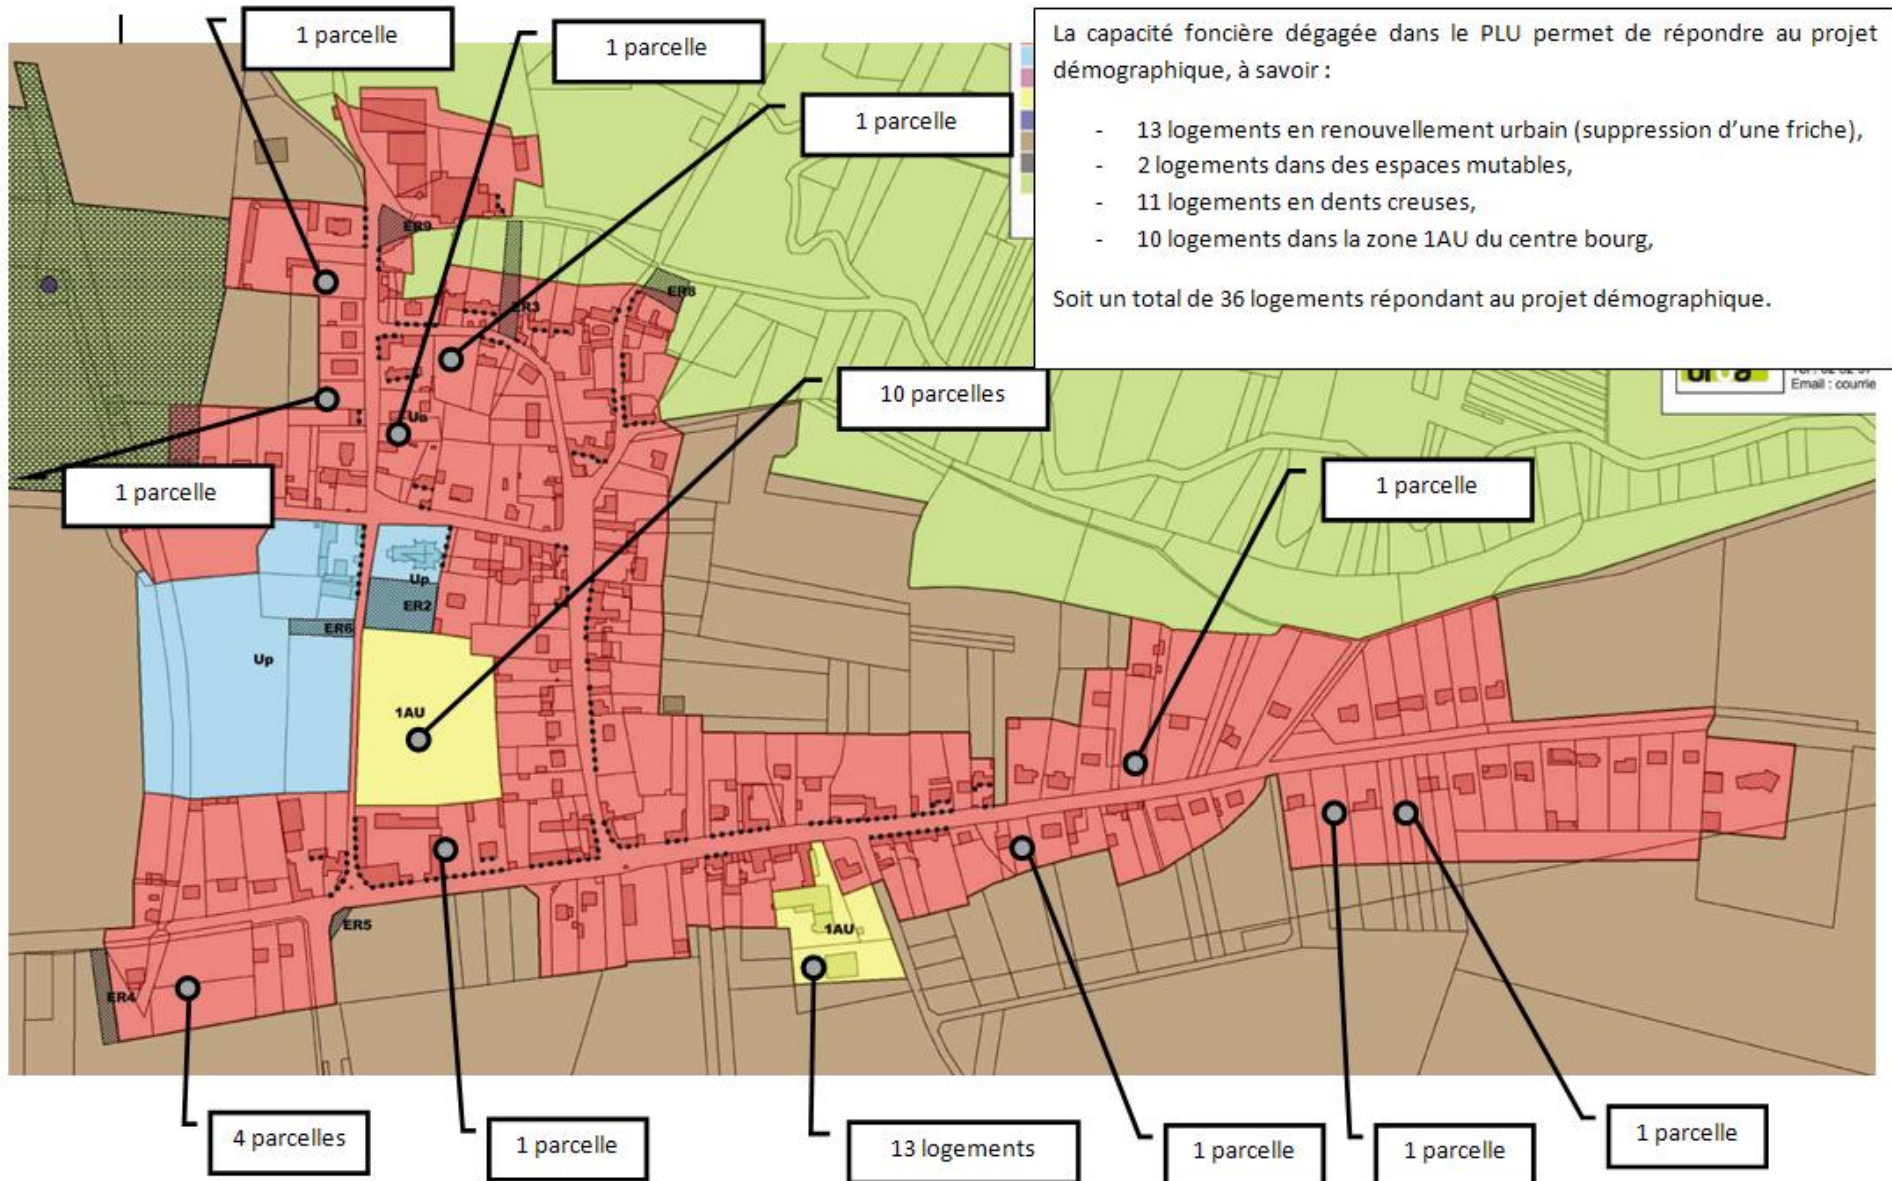 1 parcelle
1 parcelle
1 parcelle
La capacité foncière dégagée dans le PLU permet de répondre au projet
démographique, à savoir :
- 13 logements en renouvellement urbain (suppression d’une friche),
- 2 logements dans des espaces mutables,
- 11 logements en dents creuses,
- 10 logements dans la zone 1AU du centre bourg,
Soit un total de 36 logements répondant au projet démographique.
Email : courrie
ER9
ER8
ER3
10 parcelles
Ua
1 parcelle
1 parcelle
Up
ER2
ER6
Up
1AU
ER5
1AU
ER4
4 parcelles
1 parcelle
13 logements
1 parcelle
1 parcelle
1 parcelle